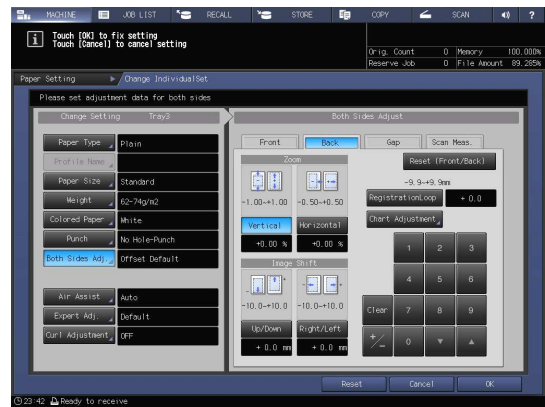 MACHINE JOB LIST RECALL STORE COPY SCAN ?
i Touch [OK] to fix setting
Touch [Cancel] to cancel setting
Orig. Count 0 Memory 100.000%
Reserve Job 0 File Amount 89.285%
Paper Setting Change IndividualSet
Please set adjustment data for both sides
Change Setting Tray3
Paper Type Plain
Profile Name
Paper Size Standard
Weight 62-74g/m2
Colored Paper White
Punch No Hole-Punch
Both Sides Adj. Offset Default
Air Assist Auto
Expert Adj. Default
Curl Adjustment OFF
Both Sides Adjust
Front Back Gap Scan Meas.
Zoom
-1.00~+1.00 -0.50~+0.50
Vertical Horizontal
+0.00 % +0.00 %
Image Shift
-10.0~+10.0 -10.0~+10.0
Up/Down Right/Left
+ 0.0 mm + 0.0 mm
Reset (Front/Back)
-9.9~+9.9mm
RegistrationLoop + 0.0
Chart Adjustment
1 2 3
4 5 6
Clear 7 8 9
+/- 0 ▼ ▲
Reset Cancel OK
23:42 Ready to receive